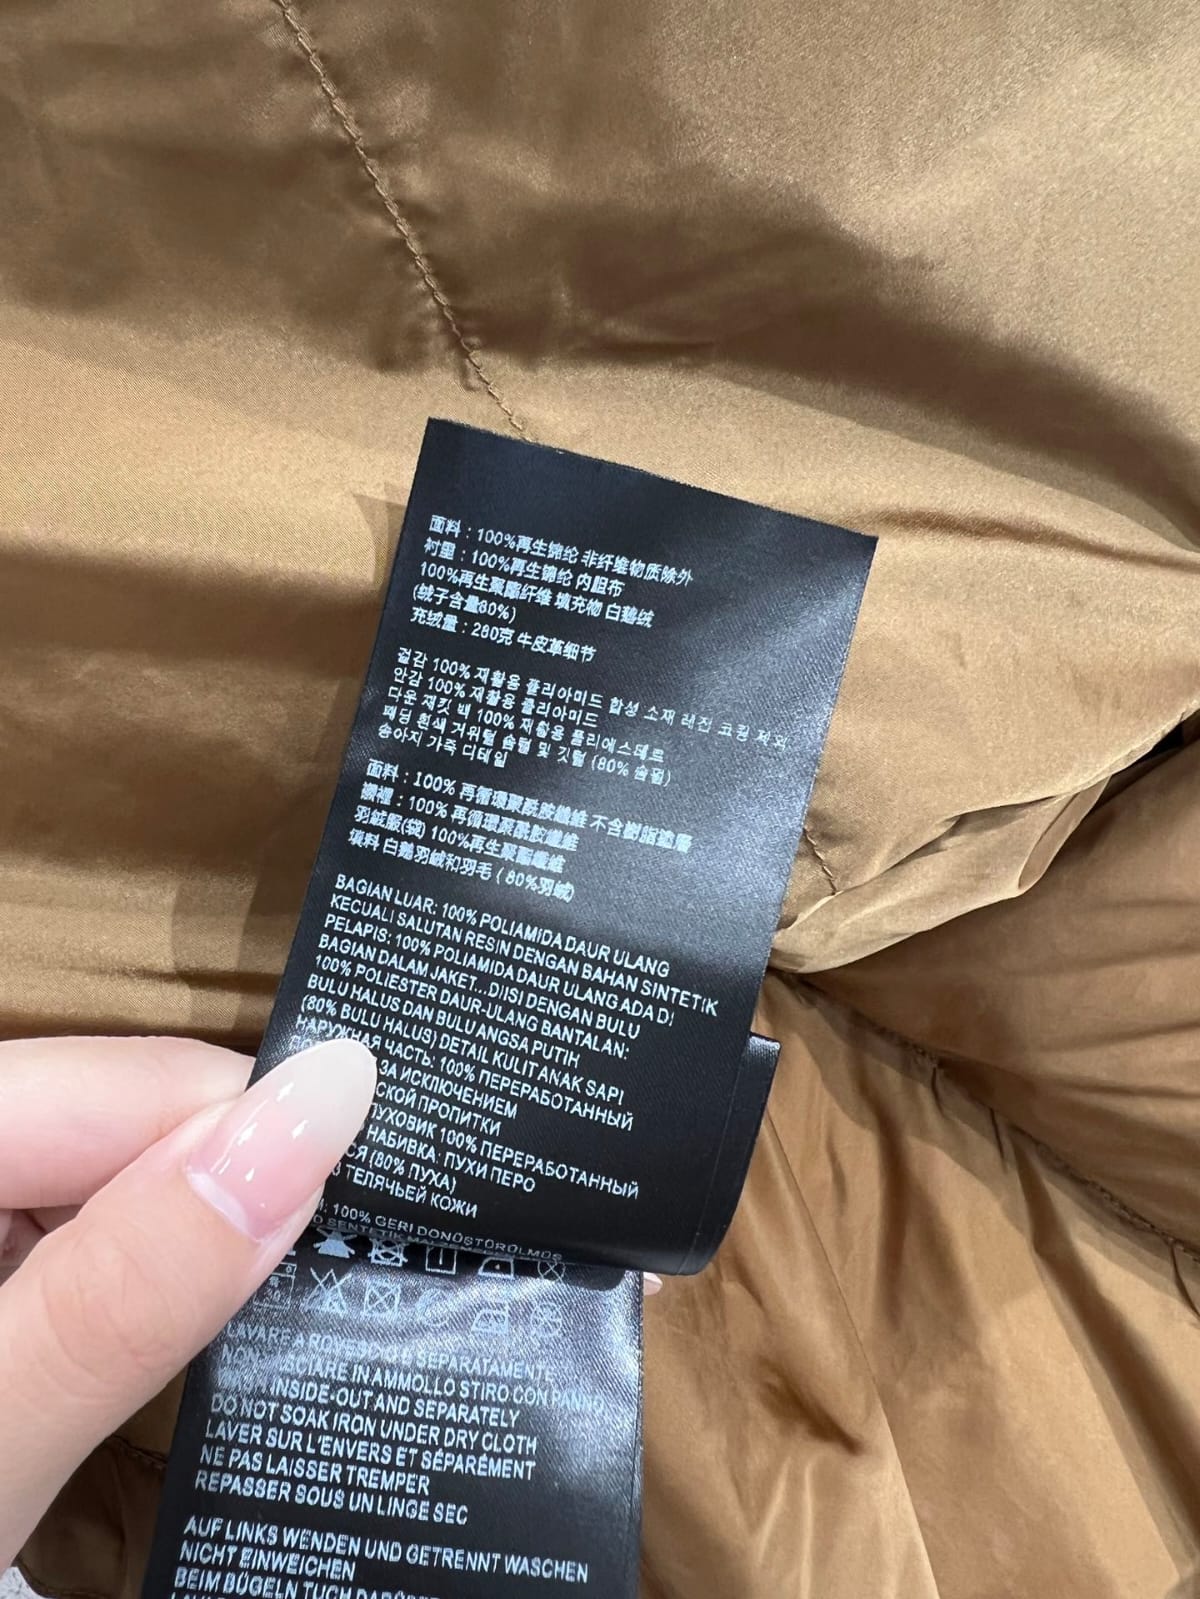 面料：100%再生锦纶 非纤维物质除外
衬里：100%再生锦纶 内胆布
100%再生聚酯纤维 填充物 白鹅绒
(绒子含量80%)
充绒量：280克 牛皮革细节
겉감 100% 재활용 폴리아미드 합성 소재 레진 코팅 제외
안감 100% 재활용 폴리아미드
다운 재킷 백 100% 재활용 폴리에스테르
패딩 흰색 거위털 솜털 및 깃털 (80% 솜털)
송아지 가죽 디테일
面料：100% 再循環聚酰胺纖維 不含樹脂塗層
襯裡：100% 再循環聚酰胺纖維
羽絨服(袋) 100%再生聚酯纖維
填料 白鵝羽絨和羽毛 (80%羽絨)
BAGIAN LUAR: 100% POLIAMIDA DAUR ULANG
KECUALI SALUTAN RESIN DENGAN BAHAN SINTETIK
PELAPIS: 100% POLIAMIDA DAUR ULANG ADA DI
BAGIAN DALAM JAKET...DIISI DENGAN BULU
100% POLIESTER DAUR-ULANG BANTALAN:
BULU HALUS DAN BULU ANGSA PUTIH
(80% BULU HALUS) DETAIL KULIT ANAK SAPI
НАРУЖНАЯ ЧАСТЬ: 100% ПЕРЕРАБОТАННЫЙ
ЗА ИСКЛЮЧЕНИЕМ
СКОЙ ПРОПИТКИ
ПУХОВИК 100% ПЕРЕРАБОТАННЫЙ
НАБИВКА: ПУХИ ПЕРО
СЯ (80% ПУХА)
ТЕЛЯЧЬЕЙ КОЖИ
100% GERI DONÜSTÜRÜLMÜS
SENTETIK
LAVARE A ROVESCIO E SEPARATAMENTE
NON LASCIARE IN AMMOLLO STIRO CON PANNO
INSIDE-OUT AND SEPARATELY
DO NOT SOAK IRON UNDER DRY CLOTH
LAVER SUR L'ENVERS ET SÉPARÉMENT
NE PAS LAISSER TREMPER
REPASSER SOUS UN LINGE SEC
AUF LINKS WENDEN UND GETRENNT WASCHEN
NICHT EINWEICHEN
BEIM BÜGELN TUCH